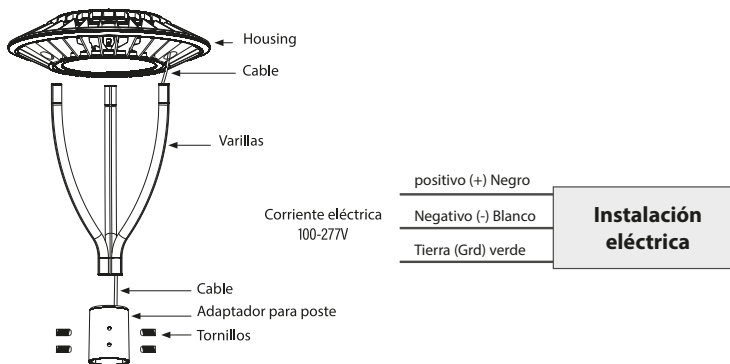 Housing
Cable
Varillas
Cable
Adaptador para poste
Tornillos
Corriente eléctrica
100-277V
positivo (+) Negro
Negativo (-) Blanco
Tierra (Grd) verde
Instalación
eléctrica